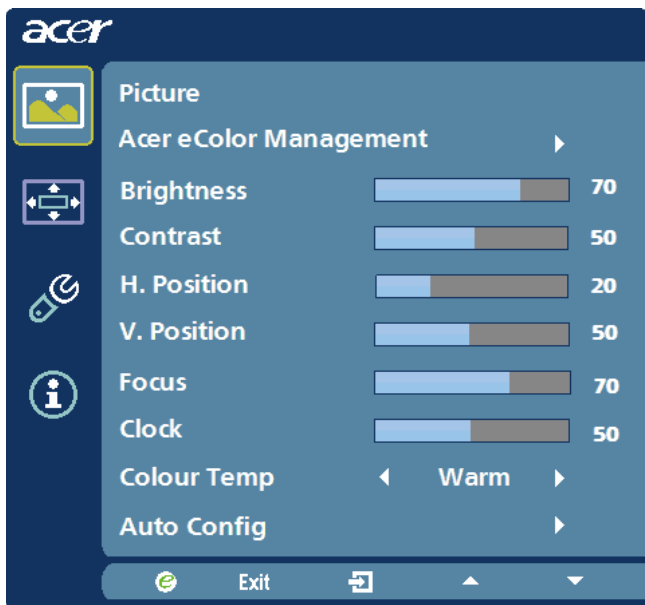 acer
Picture
Acer eColor Management
Brightness 70
Contrast 50
H. Position 20
V. Position 50
Focus 70
Clock 50
Colour Temp Warm
Auto Config
e Exit